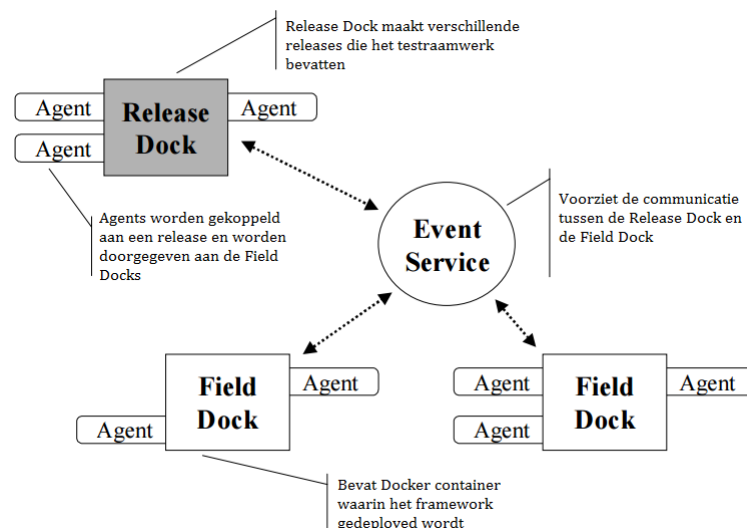 Release Dock maakt verschillende
releases die het testraamwerk
bevatten
Agent
Release
Dock
Agent
Agent
Agents worden gekoppeld
aan een release en worden
doorgegeven aan de Field
Docks
Event
Service
Voorziet de communicatie
tussen de Release Dock en
de Field Dock
Field
Dock
Agent
Agent
Agent
Field
Dock
Agent
Agent
Bevat Docker container
waarin het framework
gedeployed wordt